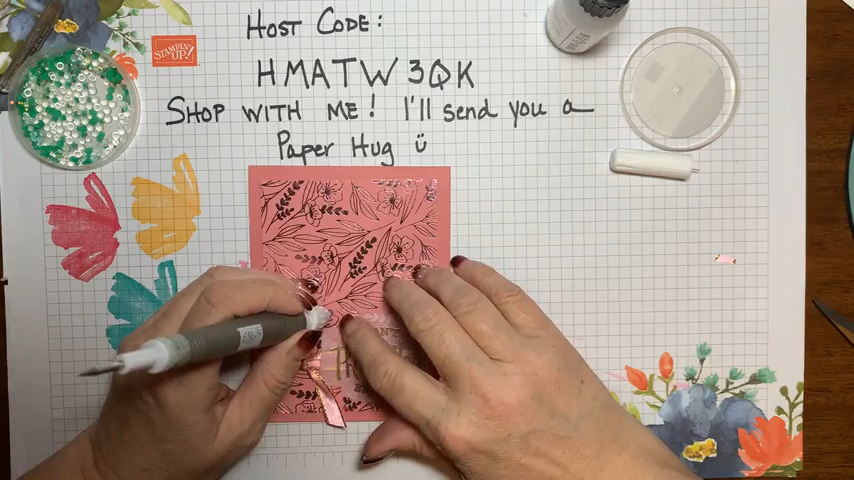 HOST CODE:
STAMPIN' UP!
HMATW3QK
SHOP WITH ME! I'll send you a
Paper Hug ü